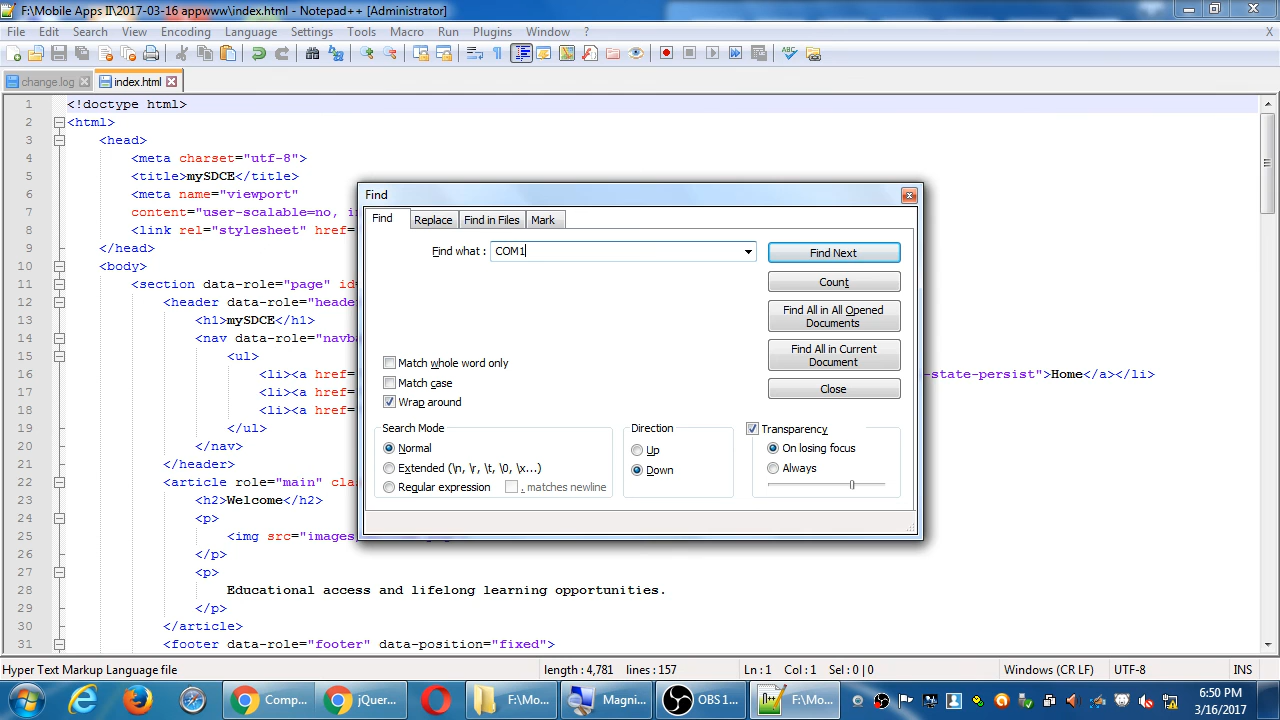 F:\Mobile Apps II\2017-03-16 appwww\index.html - Notepad++ [Administrator]
File Edit Search View Encoding Language Settings Tools Macro Run Plugins Window ? X
change.log index.html
1 <!doctype html>
2 <html>
3 <head>
4 <meta charset="utf-8">
5 <title>mySDCE</title>
6 <meta name="viewport"
7 content="user-scalable=no,
8 <link rel="stylesheet" href=
9 </head>
10 <body>
11 <section data-role="page"
12 <header data-role=
13 <h1>mySDCE</h1>
14 <nav data-role=
15 <ul>
16 <li><a href= -state-persist">Home</a></li>
17 <li><a href=
18 <li><a href=
19 </ul>
20 </nav>
21 </header>
22 <article role="main"
23 <h2>Welcome</h2>
24 <p>
25 <img src="images
26 </p>
27 <p>
28 Educational access and lifelong learning opportunities.
29 </p>
30 </article>
31 <footer data-role="footer" data-position="fixed">
Find
Find Replace Find in Files Mark
Find what : COM1 Find Next
Count
Find All in All Opened
Documents
Find All in Current
Document
Close
Match whole word only
Match case
Wrap around
Search Mode
Normal
Extended (\n, \r, \t, \0, \x...)
Regular expression . matches newline
Direction
Up
Down
Transparency
On losing focus
Always
Hyper Text Markup Language file length : 4,781 lines : 157 Ln : 1 Col : 1 Sel : 0 | 0 Windows (CR LF) UTF-8 INS
Comp... jQuer... F:\Mo... Magni... OBS 1... F:\Mo...
6:50 PM
3/16/2017